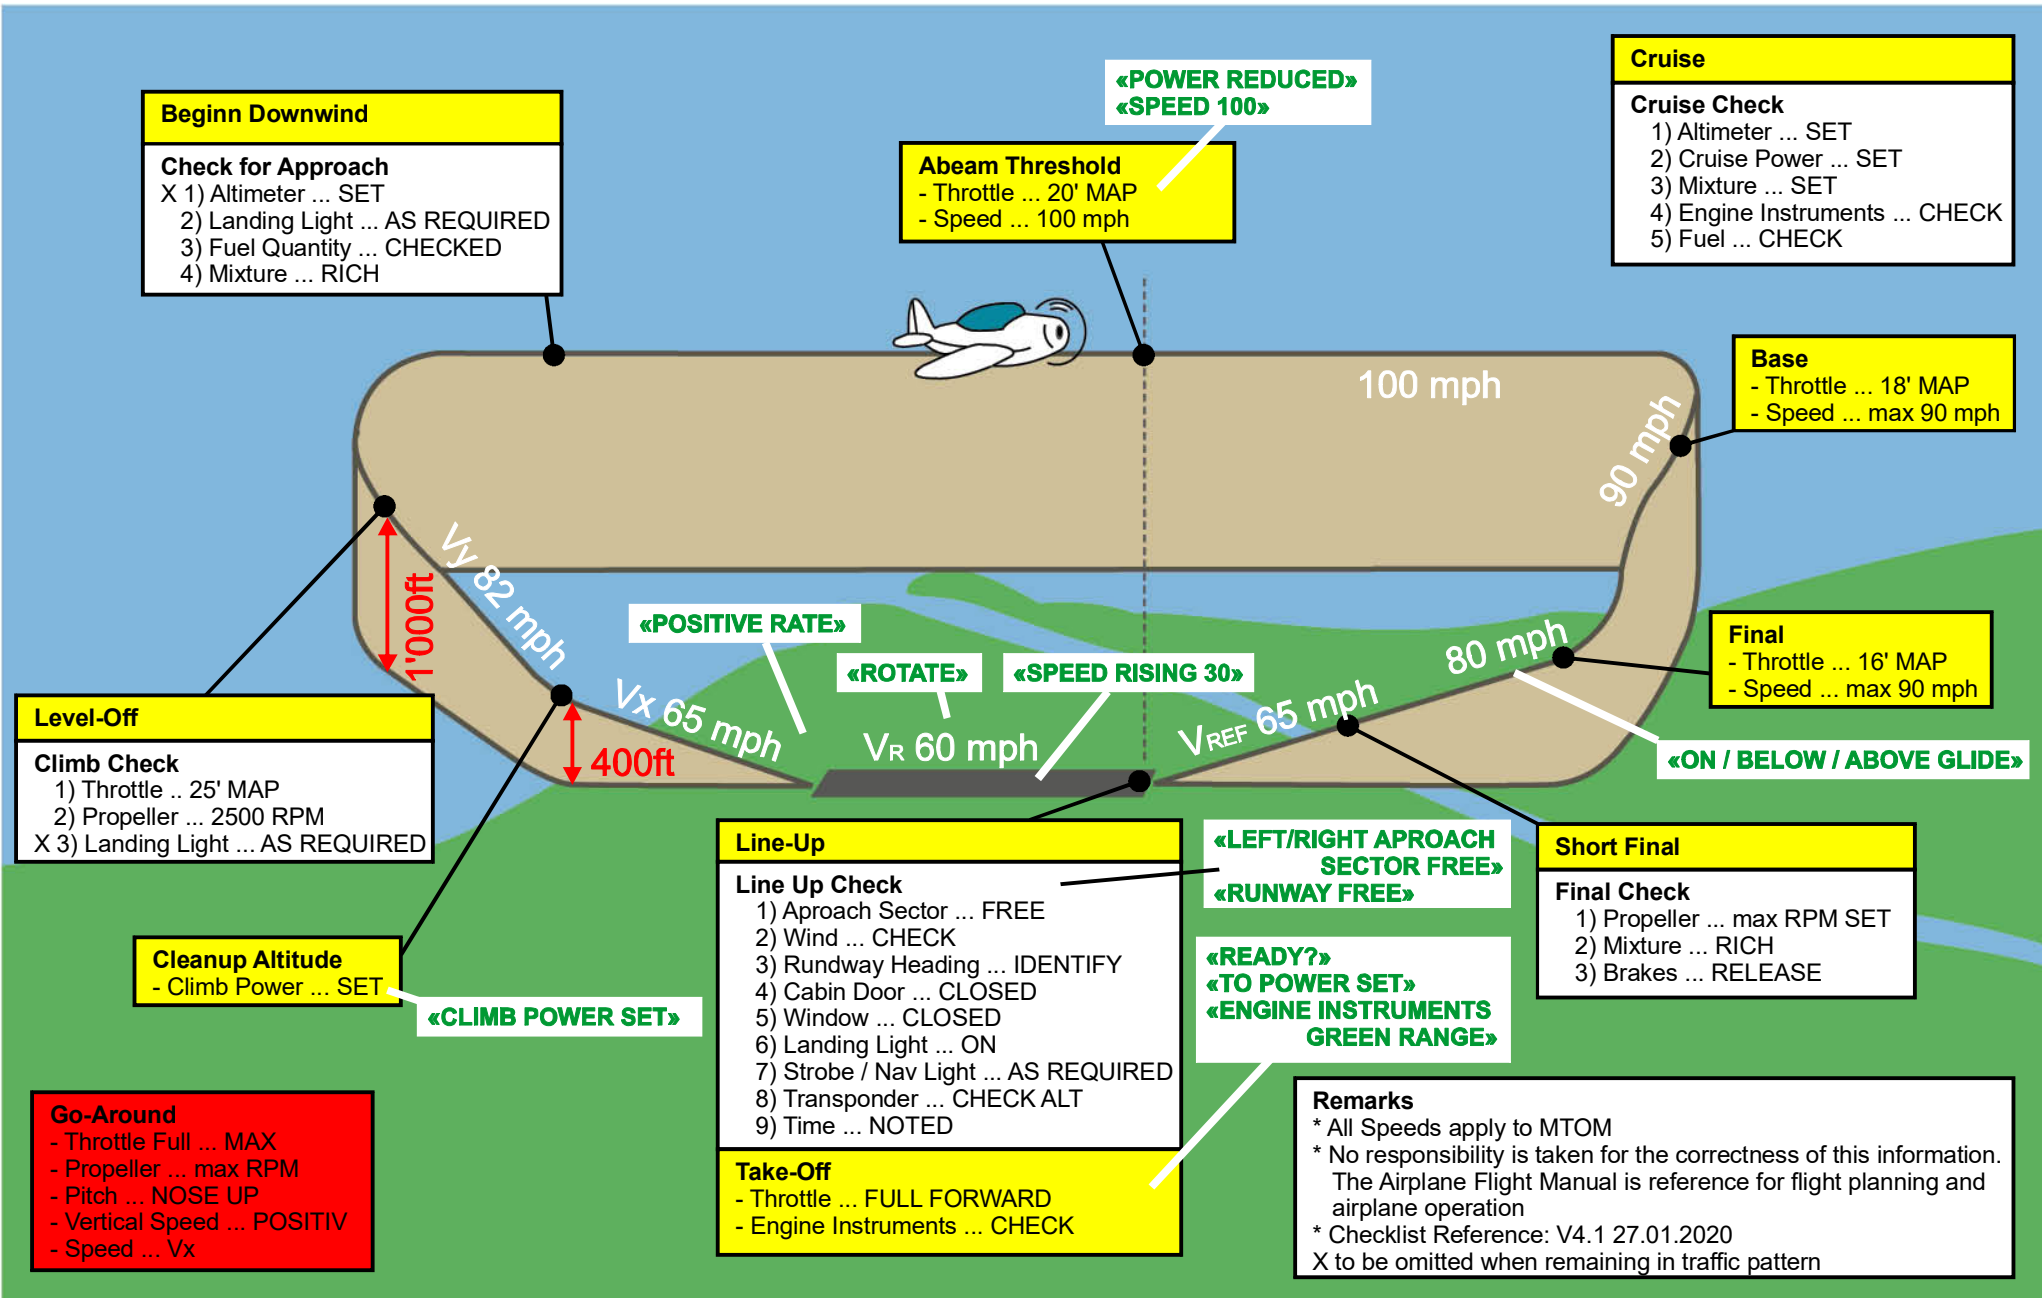 Beginn Downwind
Check for Approach
X 1) Altimeter ... SET
2) Landing Light ... AS REQUIRED
3) Fuel Quantity ... CHECKED
4) Mixture ... RICH
«POWER REDUCED»
«SPEED 100»
Abeam Threshold
- Throttle ... 20' MAP
- Speed ... 100 mph
Cruise
Cruise Check
1) Altimeter ... SET
2) Cruise Power ... SET
3) Mixture ... SET
4) Engine Instruments ... CHECK
5) Fuel ... CHECK
100 mph
Base
- Throttle ... 18' MAP
- Speed ... max 90 mph
90 mph
Vy 82 mph
1'000ft
«POSITIVE RATE»
«ROTATE»
«SPEED RISING 30»
80 mph
Final
- Throttle ... 16' MAP
- Speed ... max 90 mph
Vx 65 mph
400ft
VR 60 mph
VREF 65 mph
«ON / BELOW / ABOVE GLIDE»
Level-Off
Climb Check
1) Throttle .. 25' MAP
2) Propeller ... 2500 RPM
X 3) Landing Light ... AS REQUIRED
Line-Up
Line Up Check
1) Aproach Sector ... FREE
2) Wind ... CHECK
3) Rundway Heading ... IDENTIFY
4) Cabin Door ... CLOSED
5) Window ... CLOSED
6) Landing Light ... ON
7) Strobe / Nav Light ... AS REQUIRED
8) Transponder ... CHECK ALT
9) Time ... NOTED
Take-Off
- Throttle ... FULL FORWARD
- Engine Instruments ... CHECK
«LEFT/RIGHT APROACH
SECTOR FREE»
«RUNWAY FREE»
«READY?»
«TO POWER SET»
«ENGINE INSTRUMENTS
GREEN RANGE»
Short Final
Final Check
1) Propeller ... max RPM SET
2) Mixture ... RICH
3) Brakes ... RELEASE
Cleanup Altitude
- Climb Power ... SET
«CLIMB POWER SET»
Go-Around
- Throttle Full ... MAX
- Propeller ... max RPM
- Pitch ... NOSE UP
- Vertical Speed ... POSITIV
- Speed ... Vx
Remarks
* All Speeds apply to MTOM
* No responsibility is taken for the correctness of this information.
The Airplane Flight Manual is reference for flight planning and
airplane operation
* Checklist Reference: V4.1 27.01.2020
X to be omitted when remaining in traffic pattern